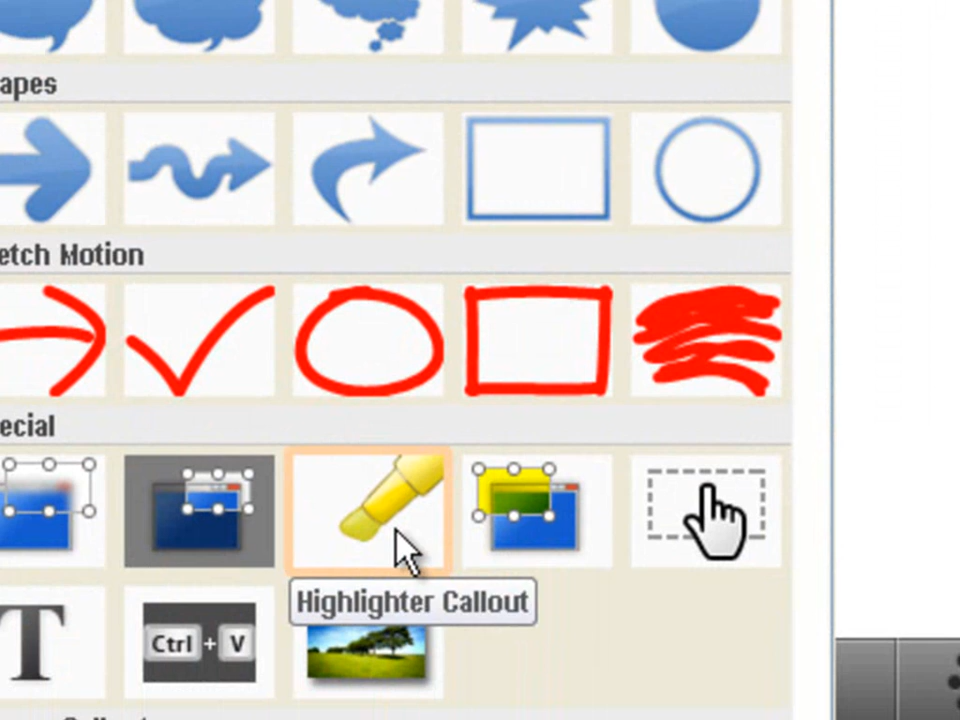 apes
etch Motion
ecial
Highlighter Callout
T
Ctrl + V